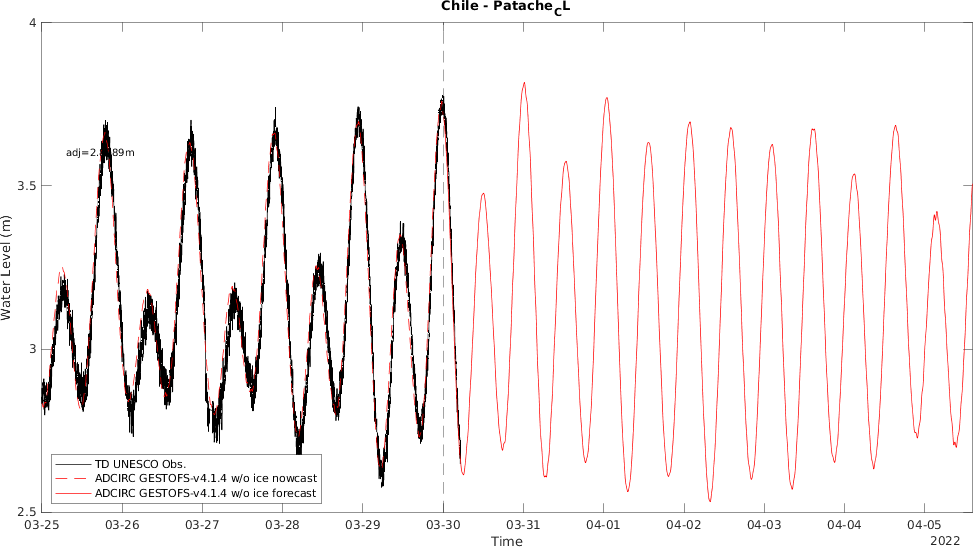 Chile - Patache_CL
4
3.5
3
2.5
Water Level (m)
TD UNESCO Obs.
ADCIRC GESTOFS-v4.1.4 w/o ice nowcast
ADCIRC GESTOFS-v4.1.4 w/o ice forecast
03-25 03-26 03-27 03-28 03-29 03-30 03-31 04-01 04-02 04-03 04-04 04-05
Time
2022